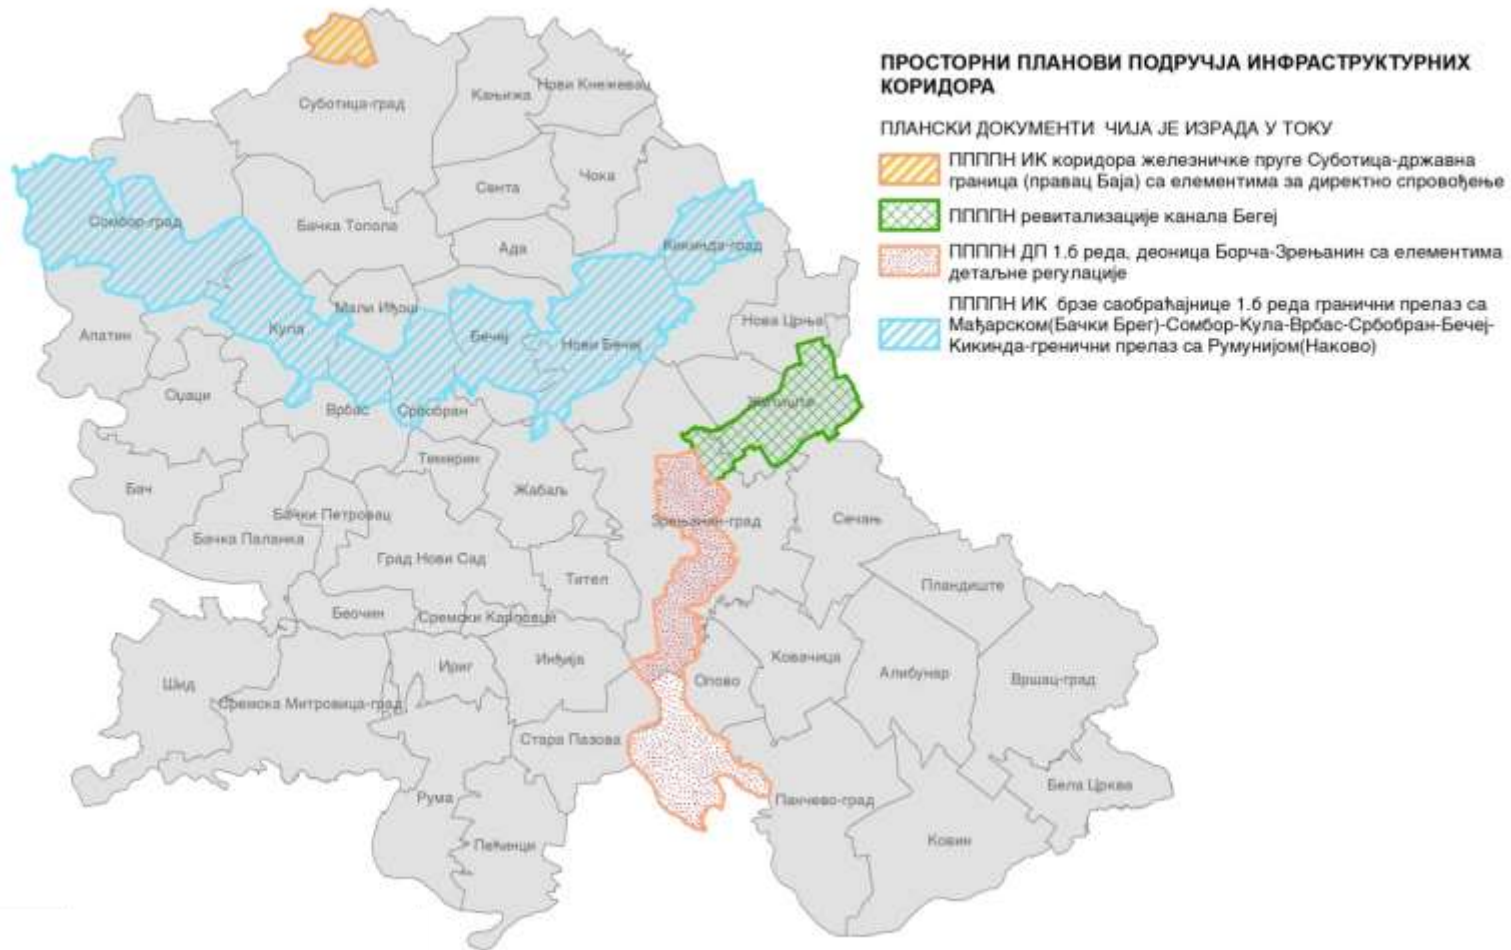 ПРОСТОРНИ ПЛАНОВИ ПОДРУЧЈА ИНФРАСТРУКТУРНИХ
КОРИДОРА
ПЛАНСКИ ДОКУМЕНТИ ЧИЈА ЈЕ ИЗРАДА У ТОКУ
ППППН ИК коридора железничке пруге Суботица-државна
граница (правац Баја) са елементима за директно спровођење
ППППН ревитализације канала Бегеј
ППППН ДП 1.б реда, деоница Борча-Зрењанин са елементима
детаљне регулације
ППППН ИК брзе саобраћајнице 1.б реда гранични прелаз са
Мађарском(Бачки Брег)-Сомбор-Кула-Врбас-Србобран-Бечеј-
Кикинда-гренични прелаз са Румунијом(Наково)
Суботица-град
Кањижа
Нови Кнежевац
Чока
Сента
Сомбор-град
Бачка Топола
Ада
Кикинда-град
Мали Иђош
Апатин
Кула
Бечеј
Нови Бечеј
Нова Црња
Оџаци
Врбас
Србобран
Житиште
Темерин
Бач
Жабаљ
Бачки Петровац
Бачка Паланка
Зрењанин-град
Сечањ
Град Нови Сад
Тител
Пландиште
Беочин
Сремски Карловци
Ириг
Инђија
Ковачица
Опово
Алибунар
Вршац-град
Шид
Сремска Митровица-град
Стара Пазова
Рума
Панчево-град
Бела Црква
Пећинци
Ковин